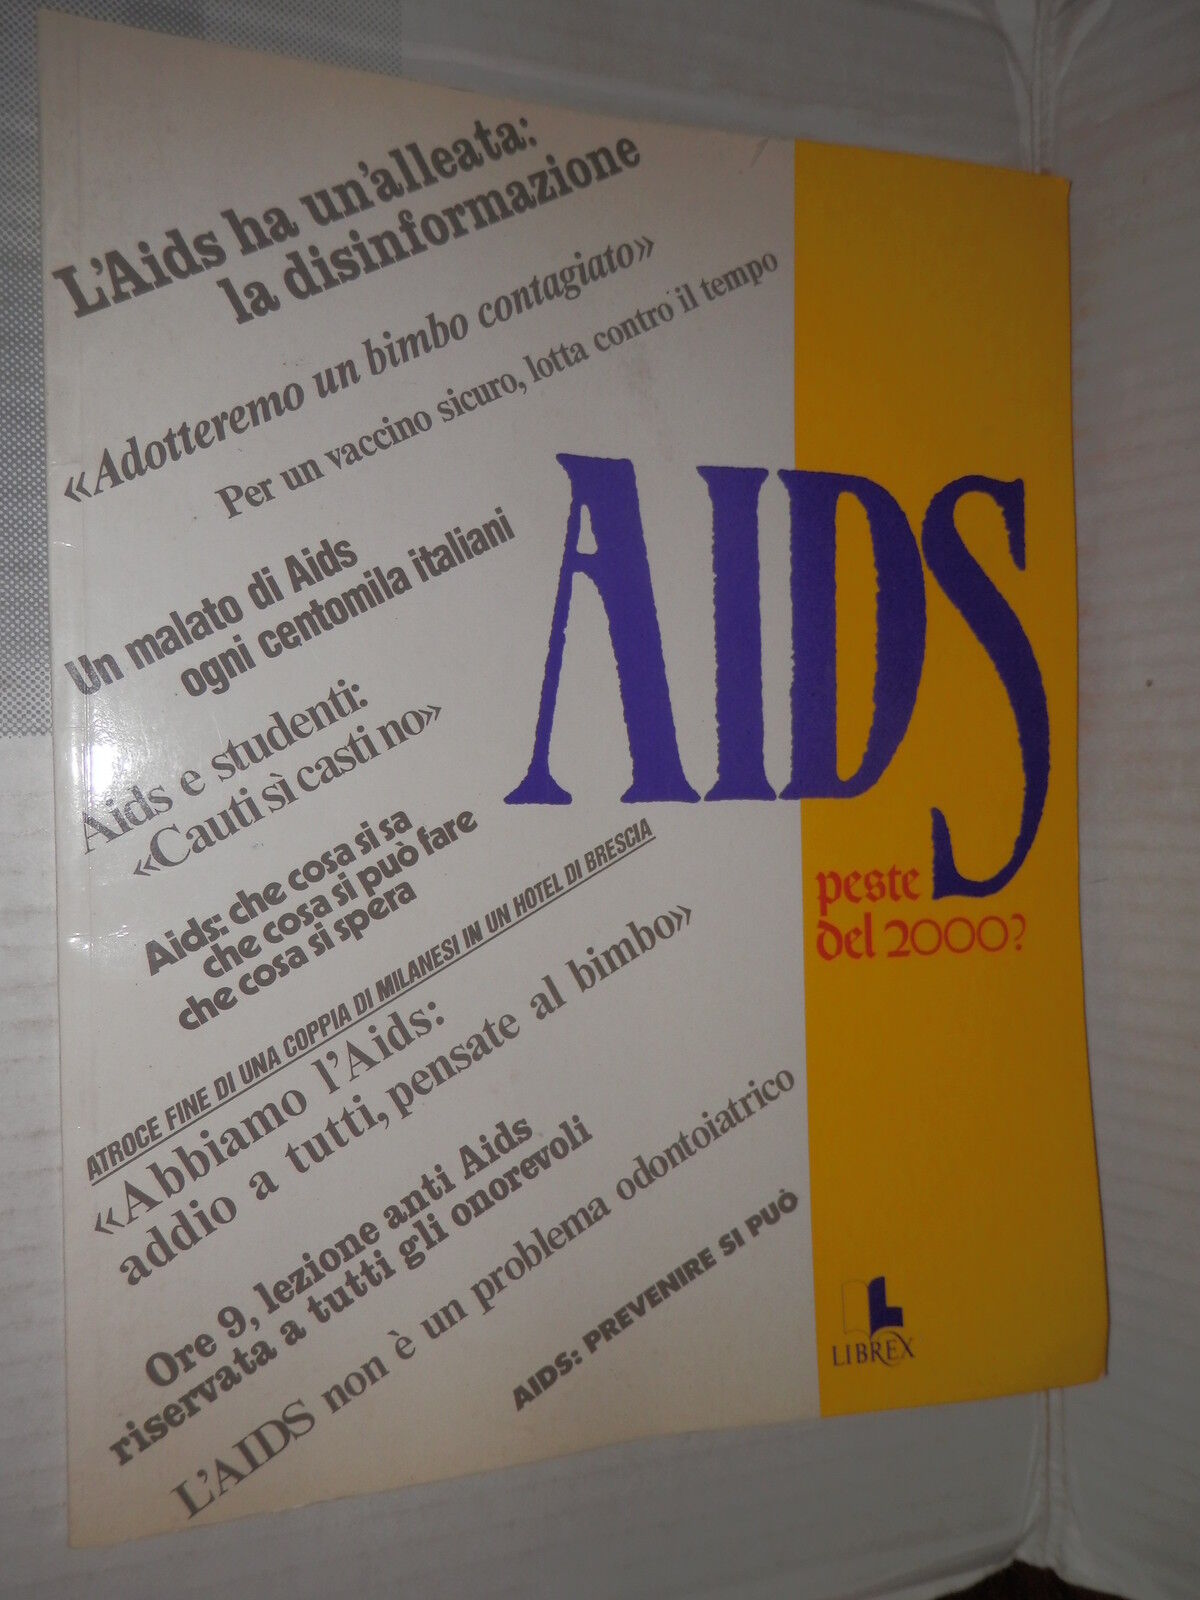 L'Aids ha un'alleata:
la disinformazione
«Adotteremo un bimbo contagiato»
Per un vaccino sicuro, lotta contro il tempo
Un malato di Aids
ogni centomila italiani
Aids e studenti:
«Cauti sì casti no»
Aids: che cosa si sa
che cosa si può fare
che cosa si spera
ATROCE FINE DI UNA COPPIA DI MILANESI IN UN HOTEL DI BRESCIA
«Abbiamo l'Aids:
addio a tutti, pensate al bimbo»
Ore 9, lezione anti Aids
riservata a tutti gli onorevoli
L'AIDS non è un problema odontoiatrico
AIDS: PREVENIRE SI PUÒ
AIDS
peste
del 2000?
LIBREX